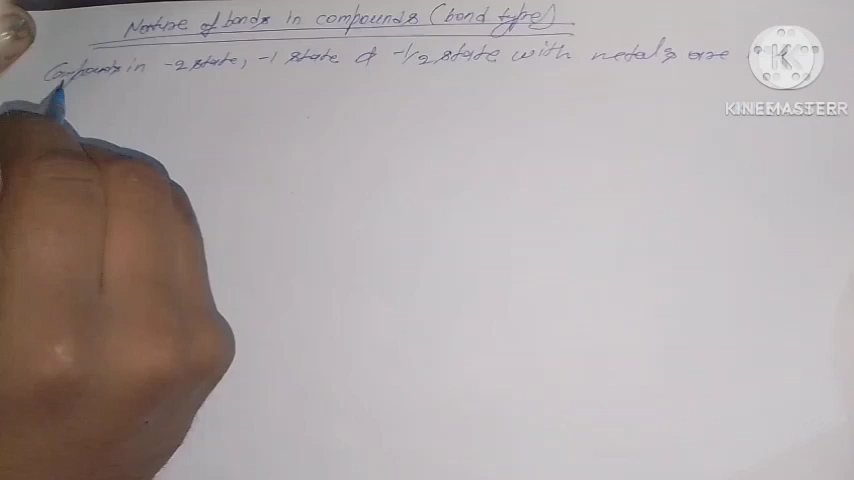 Nature of bonds in compounds (bond type)
Compounds in -2 state, -1 state & -1/2 state with metals are
K
KINEMASTERR